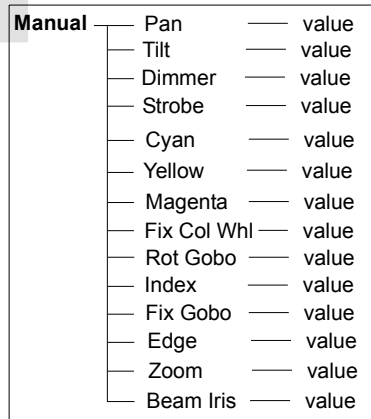 Manual Pan value
Tilt value
Dimmer value
Strobe value
Cyan value
Yellow value
Magenta value
Fix Col Whl value
Rot Gobo value
Index value
Fix Gobo value
Edge value
Zoom value
Beam Iris value